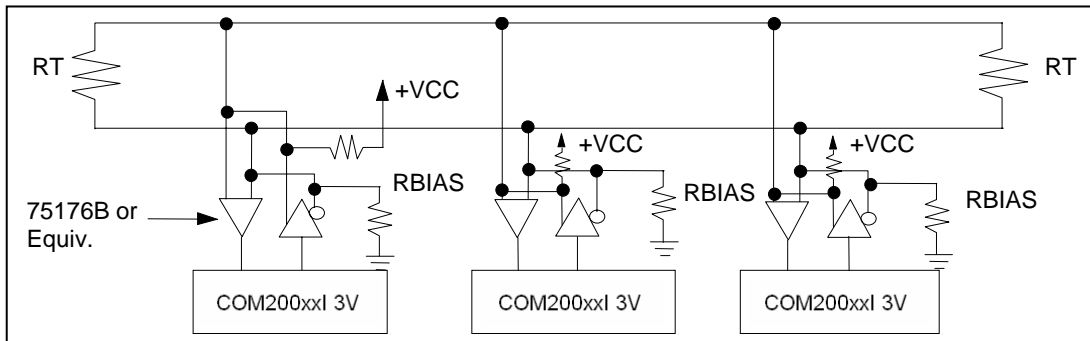 RT
RT
+VCC
+VCC
+VCC
RBIAS
RBIAS
RBIAS
75176B or
Equiv.
COM200xxI 3V
COM200xxI 3V
COM200xxI 3V